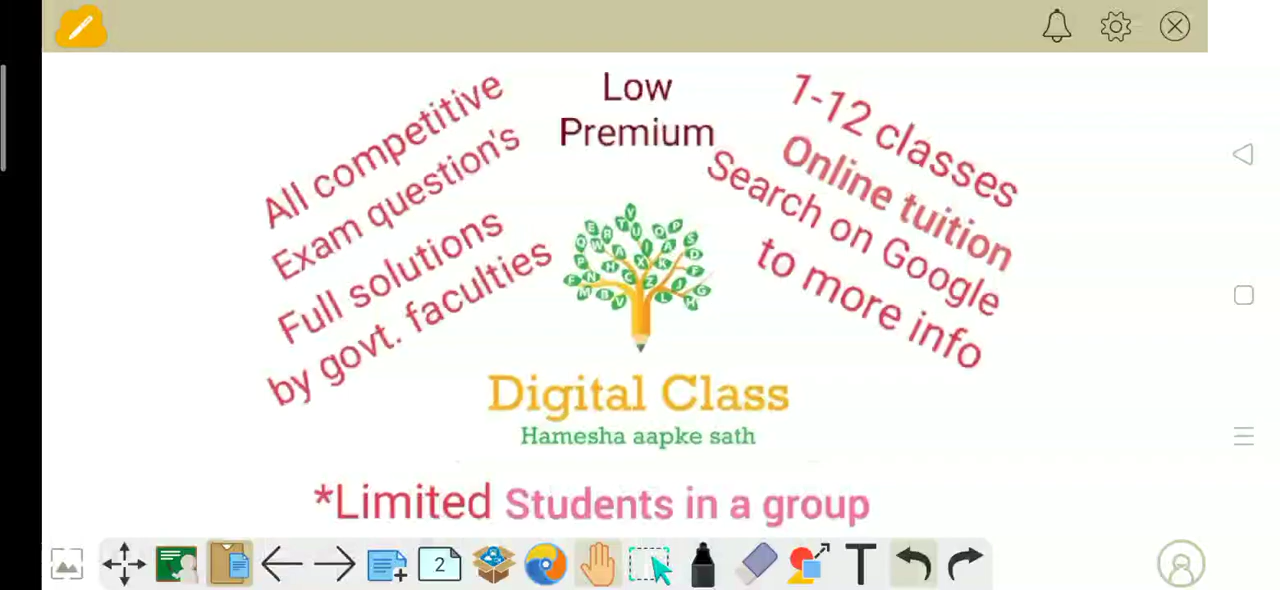 Low
Premium
All competitive
Exam question's
Full solutions
by govt. faculties
1-12 classes
Online tuition
Search on Google
to more info
Digital Class
Hamesha aapke sath
*Limited Students in a group
2
T